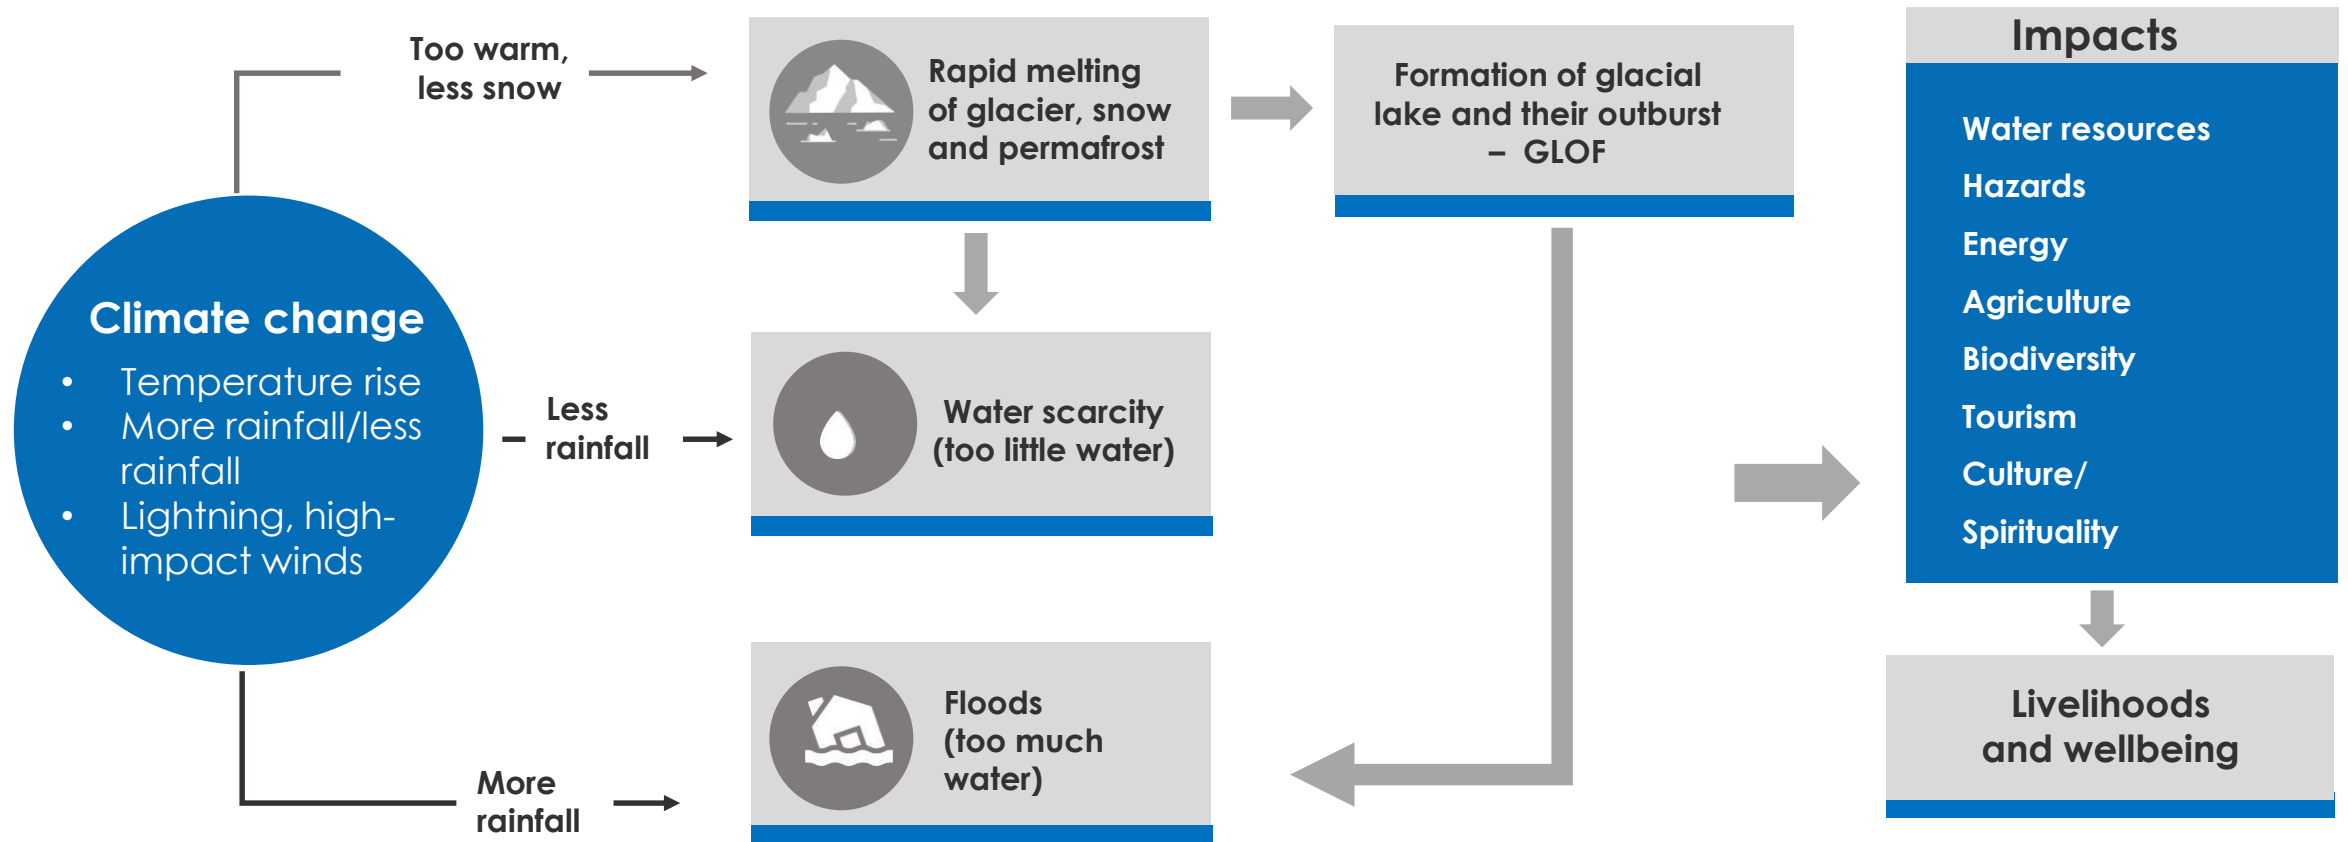 Too warm,
less snow
Rapid melting
of glacier, snow
and permafrost
Formation of glacial
lake and their outburst
– GLOF
Impacts
Water resources
Hazards
Energy
Agriculture
Biodiversity
Tourism
Culture/
Spirituality
Climate change
• Temperature rise
• More rainfall/less
rainfall
• Lightning, high-
impact winds
Less
rainfall
Water scarcity
(too little water)
More
rainfall
Floods
(too much
water)
Livelihoods
and wellbeing